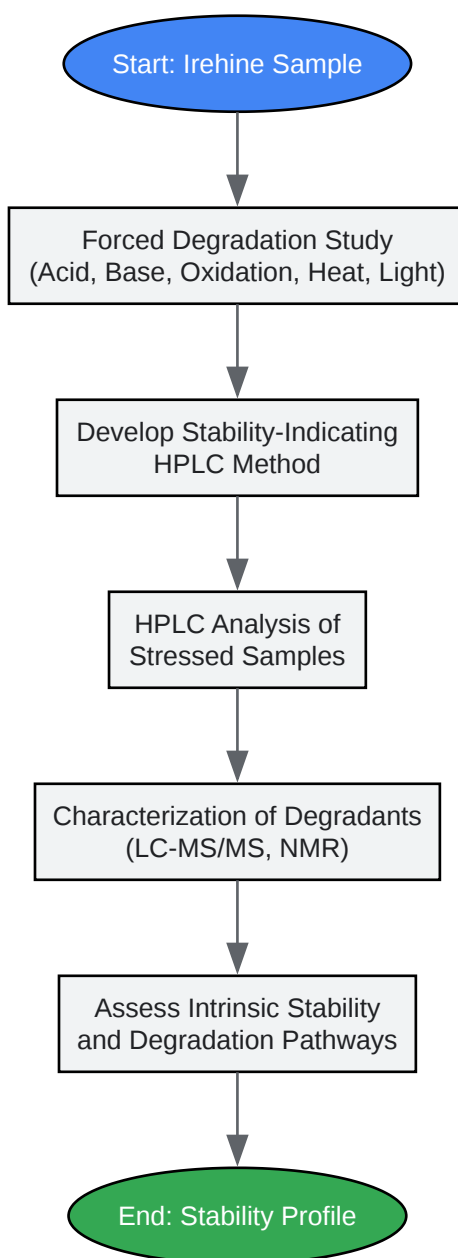 Start: Irehine Sample
Forced Degradation Study
(Acid, Base, Oxidation, Heat, Light)
Develop Stability-Indicating
HPLC Method
HPLC Analysis of
Stressed Samples
Characterization of Degradants
(LC-MS/MS, NMR)
Assess Intrinsic Stability
and Degradation Pathways
End: Stability Profile